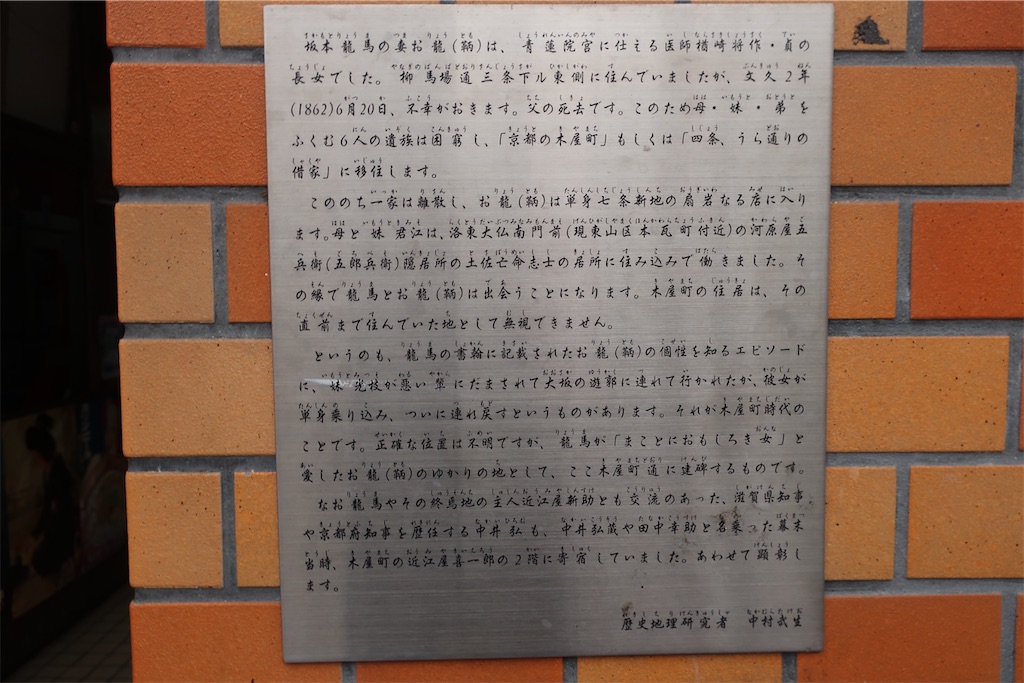 坂本龍馬の妻お龍(鞆)は、青蓮院宮に仕える医師楢崎将作・貞の
長女でした。柳馬場通三条下ル東側に住んでいましたが、文久2年
(1862)6月20日、不幸がおきます。父の死去です。このため母・妹・弟を
ふくむ6人の遺族は困窮し、「京都の木屋町」もしくは「四条、うら通りの
借家」に移住します。
このののち一家は離散し、お龍(鞆)は単身七条新地の扇岩なる店に入り
ます。母と妹君江は、洛東大仏南門前(現東山区本瓦町付近)の河原屋五
兵衛(五郎兵衛)隠居所の土佐亡命志士の居所に住み込みで働きました。そ
の縁で龍馬とお龍(鞆)は出会うことになります。木屋町の住居は、その
直前まで住んでいた地として無視できません。
というのも、龍馬の書翰に記載されたお龍(鞆)の個性を知るエピソード
に、妹光枝が悪い輩にだまされて大坂の遊郭に連れて行かれたが、彼女が
単身乗り込み、ついに連れ戻すというものがあります。それが木屋町時代の
ことです。正確な位置は不明ですが、龍馬が「まことにおもしろき女」と
愛したお龍(鞆)のゆかりの地として、ここ木屋町通に建碑するものです。
なお龍馬やその終焉地の主人近江屋新助とも交流のあった、滋賀県知事
や京都府知事を歴任する中井弘も、中井弘蔵や田中幸助と名乗った幕末
当時、木屋町の近江屋喜一郎の2階に寄宿していました。あわせて顕彰し
ます。
歴史地理研究者 中村武生